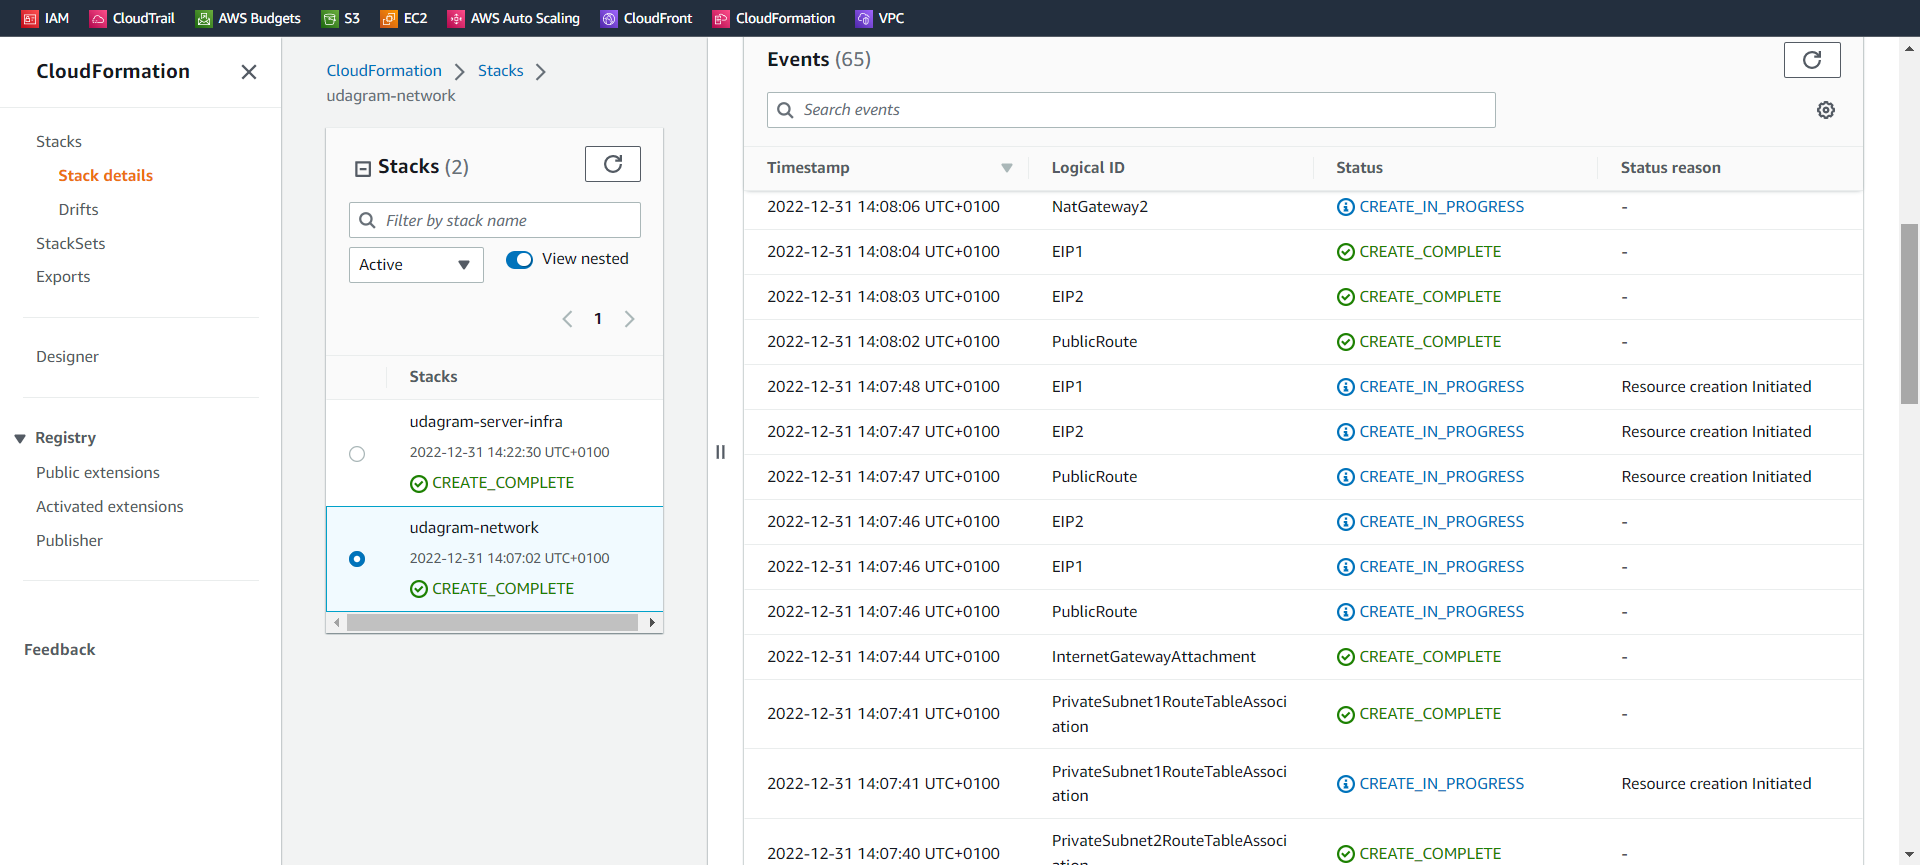 IAM CloudTrail AWS Budgets S3 EC2 AWS Auto Scaling CloudFront CloudFormation VPC
CloudFormation
Stacks
Stack details
Drifts
StackSets
Exports
Designer
Registry
Public extensions
Activated extensions
Publisher
Feedback
CloudFormation Stacks
udagram-network
Stacks (2)
Filter by stack name
Active View nested
1
Stacks
udagram-server-infra
2022-12-31 14:22:30 UTC+0100
CREATE_COMPLETE
udagram-network
2022-12-31 14:07:02 UTC+0100
CREATE_COMPLETE
Events (65)
Search events
Timestamp Logical ID Status Status reason
2022-12-31 14:08:06 UTC+0100 NatGateway2 CREATE_IN_PROGRESS -
2022-12-31 14:08:04 UTC+0100 EIP1 CREATE_COMPLETE -
2022-12-31 14:08:03 UTC+0100 EIP2 CREATE_COMPLETE -
2022-12-31 14:08:02 UTC+0100 PublicRoute CREATE_COMPLETE -
2022-12-31 14:07:48 UTC+0100 EIP1 CREATE_IN_PROGRESS Resource creation Initiated
2022-12-31 14:07:47 UTC+0100 EIP2 CREATE_IN_PROGRESS Resource creation Initiated
2022-12-31 14:07:47 UTC+0100 PublicRoute CREATE_IN_PROGRESS Resource creation Initiated
2022-12-31 14:07:46 UTC+0100 EIP2 CREATE_IN_PROGRESS -
2022-12-31 14:07:46 UTC+0100 EIP1 CREATE_IN_PROGRESS -
2022-12-31 14:07:46 UTC+0100 PublicRoute CREATE_IN_PROGRESS -
2022-12-31 14:07:44 UTC+0100 InternetGatewayAttachment CREATE_COMPLETE -
2022-12-31 14:07:41 UTC+0100 PrivateSubnet1RouteTableAssoci CREATE_COMPLETE -
ation
2022-12-31 14:07:41 UTC+0100 PrivateSubnet1RouteTableAssoci CREATE_IN_PROGRESS Resource creation Initiated
ation
2022-12-31 14:07:40 UTC+0100 PrivateSubnet2RouteTableAssoci CREATE_COMPLETE -